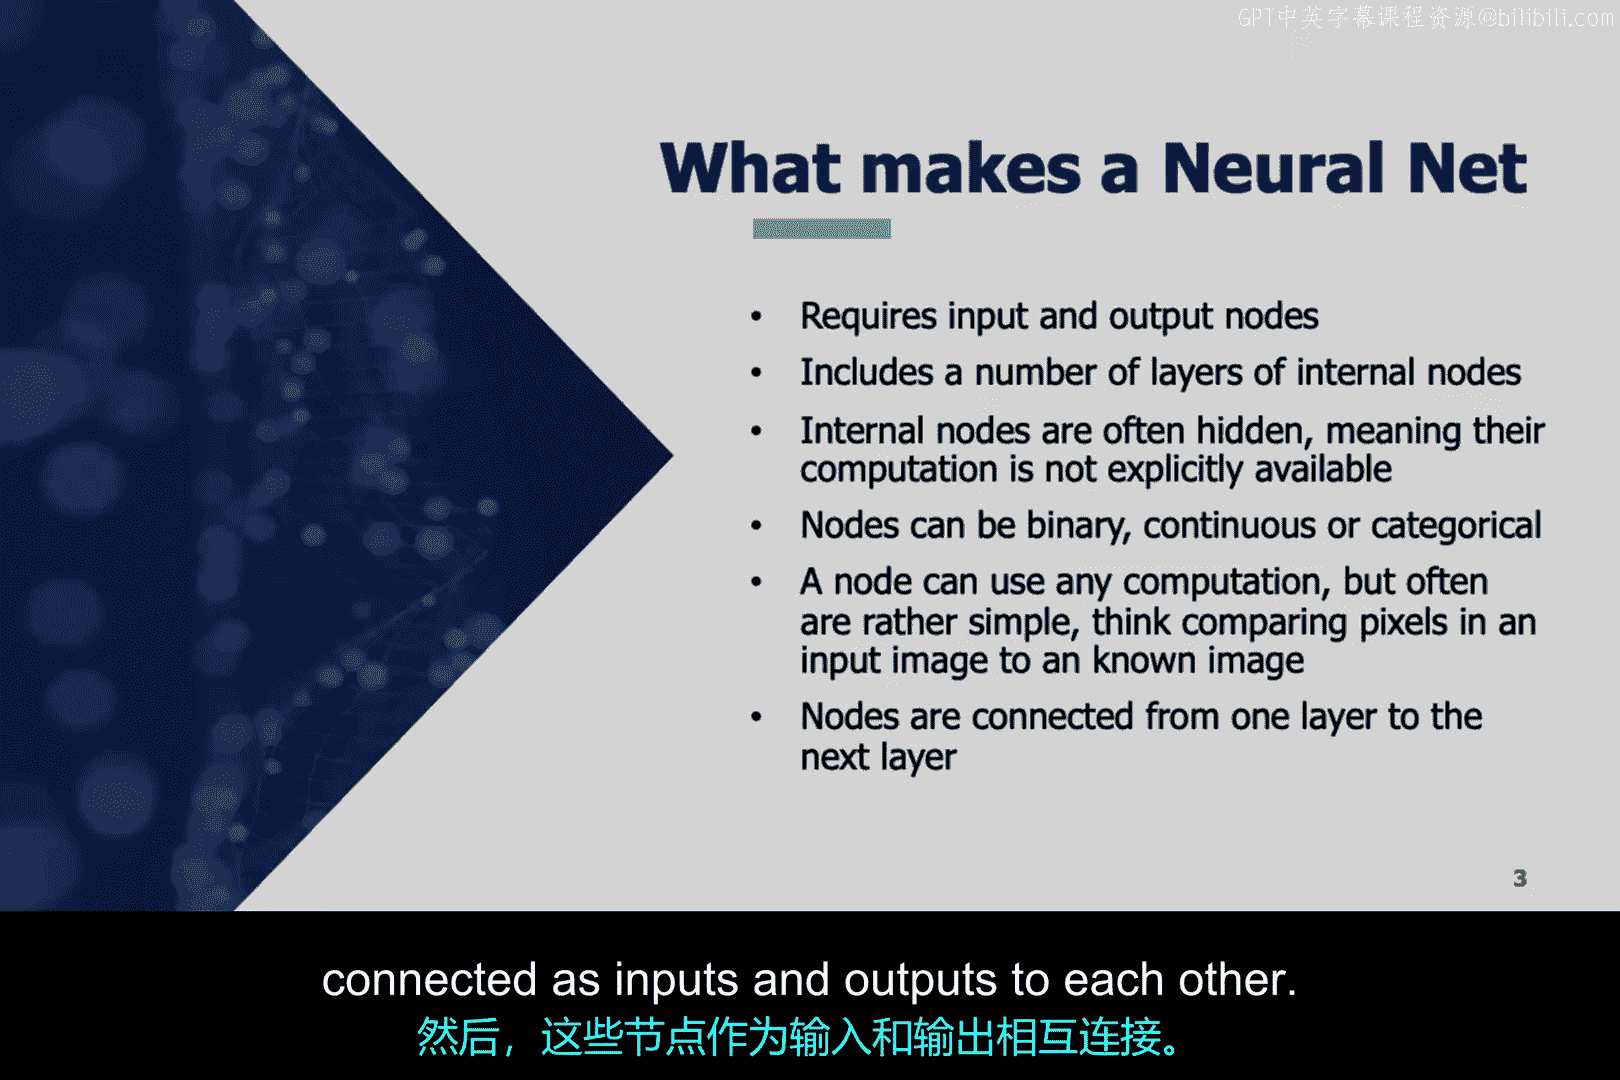 GPT中英字幕课程资源@bilibili.com
What makes a Neural Net
• Requires input and output nodes
• Includes a number of layers of internal nodes
• Internal nodes are often hidden, meaning their
computation is not explicitly available
• Nodes can be binary, continuous or categorical
• A node can use any computation, but often
are rather simple, think comparing pixels in an
input image to an known image
• Nodes are connected from one layer to the
next layer
3
connected as inputs and outputs to each other.
然后，这些节点作为输入和输出相互连接。